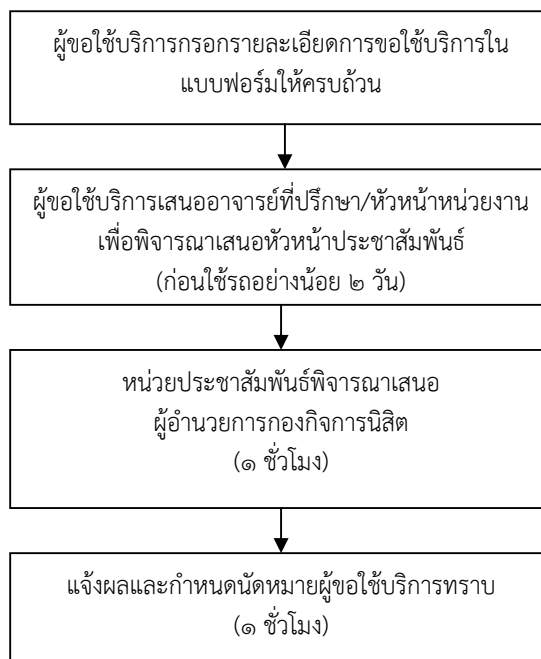 ผู้ขอใช้บริการกรอกรายละเอียดการขอใช้บริการใน
แบบฟอร์มให้ครบถ้วน
ผู้ขอใช้บริการเสนออาจารย์ที่ปรึกษา/หัวหน้าหน่วยงาน
เพื่อพิจารณาเสนอหัวหน้าประชาสัมพันธ์
(ก่อนใช้รถอย่างน้อย ๒ วัน)
หน่วยประชาสัมพันธ์พิจารณาเสนอ
ผู้อำนวยการกองกิจการนิสิต
(๑ ชั่วโมง)
แจ้งผลและกำหนดนัดหมายผู้ขอใช้บริการทราบ
(๑ ชั่วโมง)